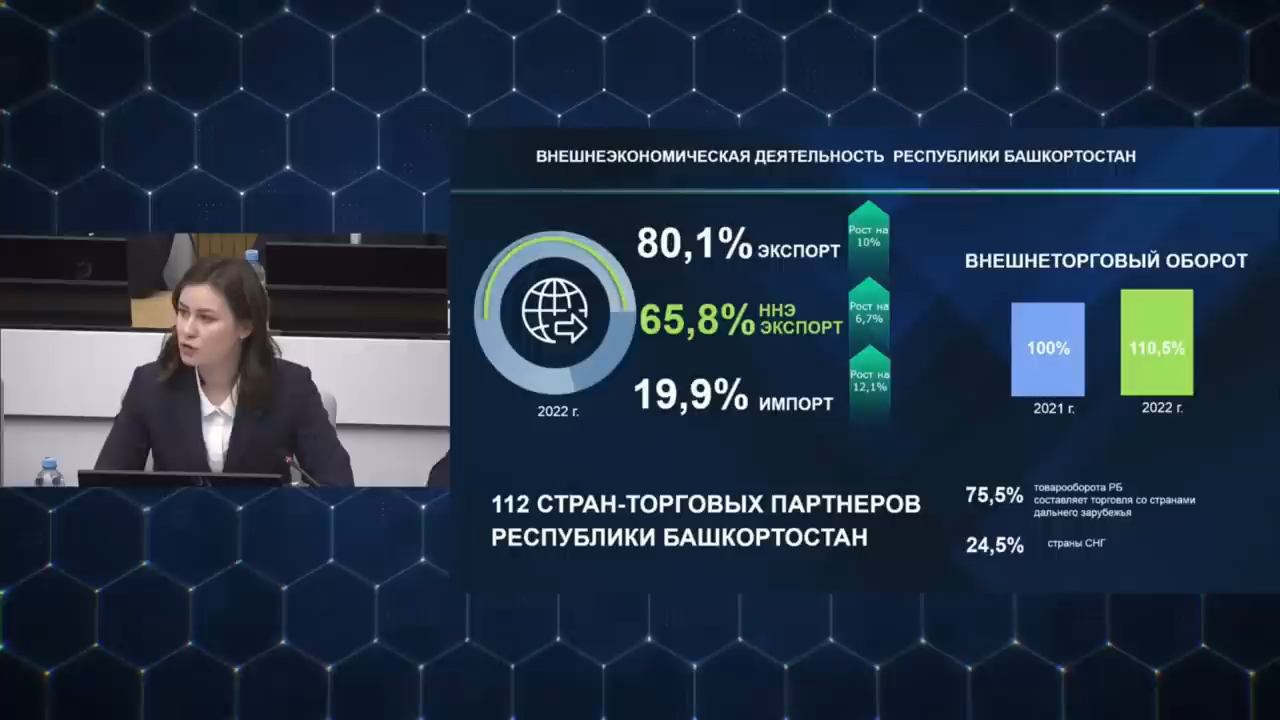 ВНЕШНЕЭКОНОМИЧЕСКАЯ ДЕЯТЕЛЬНОСТЬ РЕСПУБЛИКИ БАШКОРТОСТАН
80,1% ЭКСПОРТ
Рост на
10%
65,8% ННЭ
ЭКСПОРТ
Рост на
6,7%
19,9% ИМПОРТ
Рост на
12,1%
2022 г.
112 СТРАН-ТОРГОВЫХ ПАРТНЕРОВ
РЕСПУБЛИКИ БАШКОРТОСТАН
ВНЕШНЕТОРГОВЫЙ ОБОРОТ
100%
110,5%
2021 г.
2022 г.
75,5% товарооборота РБ
составляет торговля со странами
дальнего зарубежья
24,5% страны СНГ